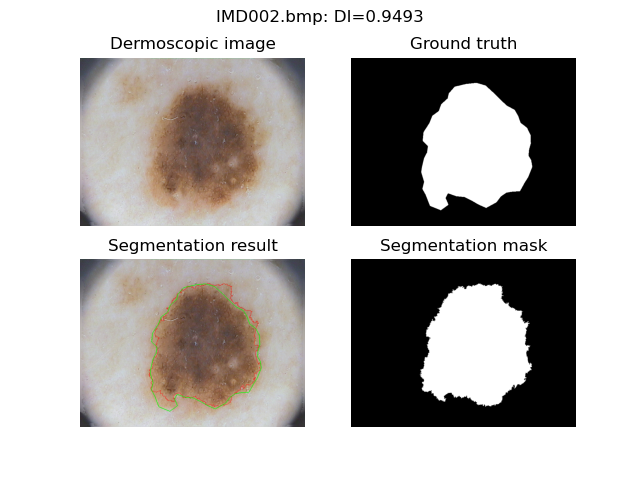 IMD002.bmp: DI=0.9493
Dermoscopic image
Ground truth
Segmentation result
Segmentation mask